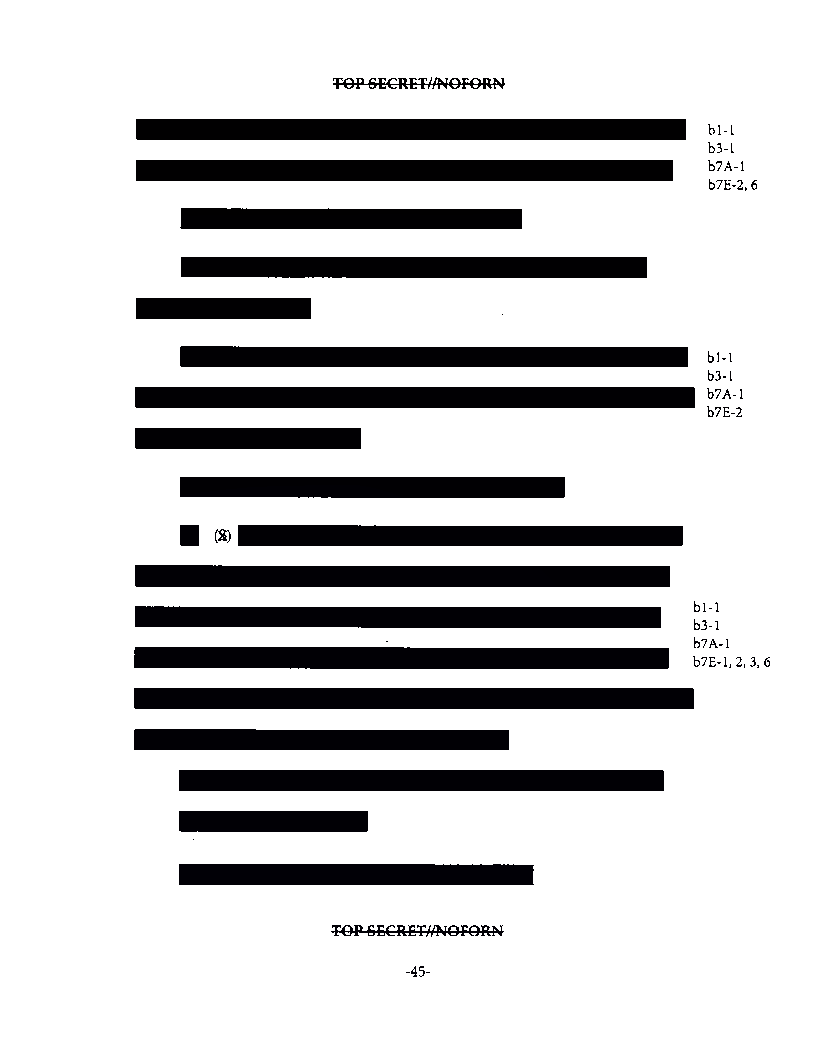 TOP SECRET//NOFORN
b1-1
b3-1
b7A-1
b7E-2, 6
b1-1
b3-1
b7A-1
b7E-2
(S)
b1-1
b3-1
b7A-1
b7E-1, 2, 3, 6
TOP SECRET//NOFORN
-45-